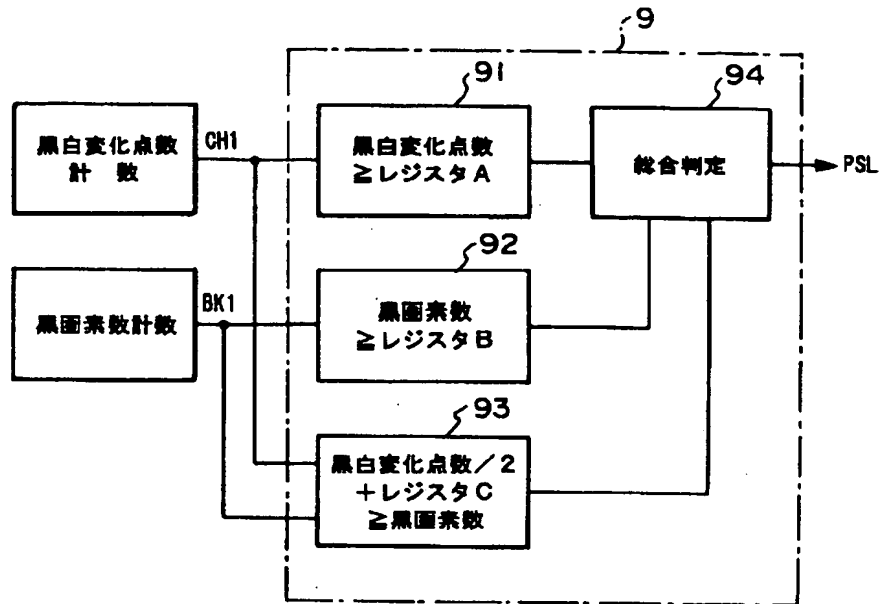 9
91
94
黒白変化点数
計 数
CH1
黒白変化点数
≧レジスタA
総合判定
PSL
92
黒画素数計数
BK1
黒画素数
≧レジスタB
93
黒白変化点数／2
＋レジスタC
≧黒画素数